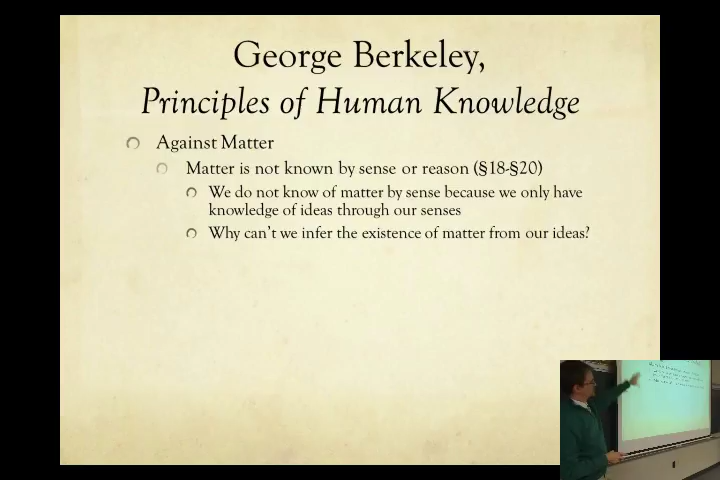 George Berkeley,
Principles of Human Knowledge
Against Matter
Matter is not known by sense or reason (§18-§20)
We do not know of matter by sense because we only have
knowledge of ideas through our senses
Why can't we infer the existence of matter from our ideas?